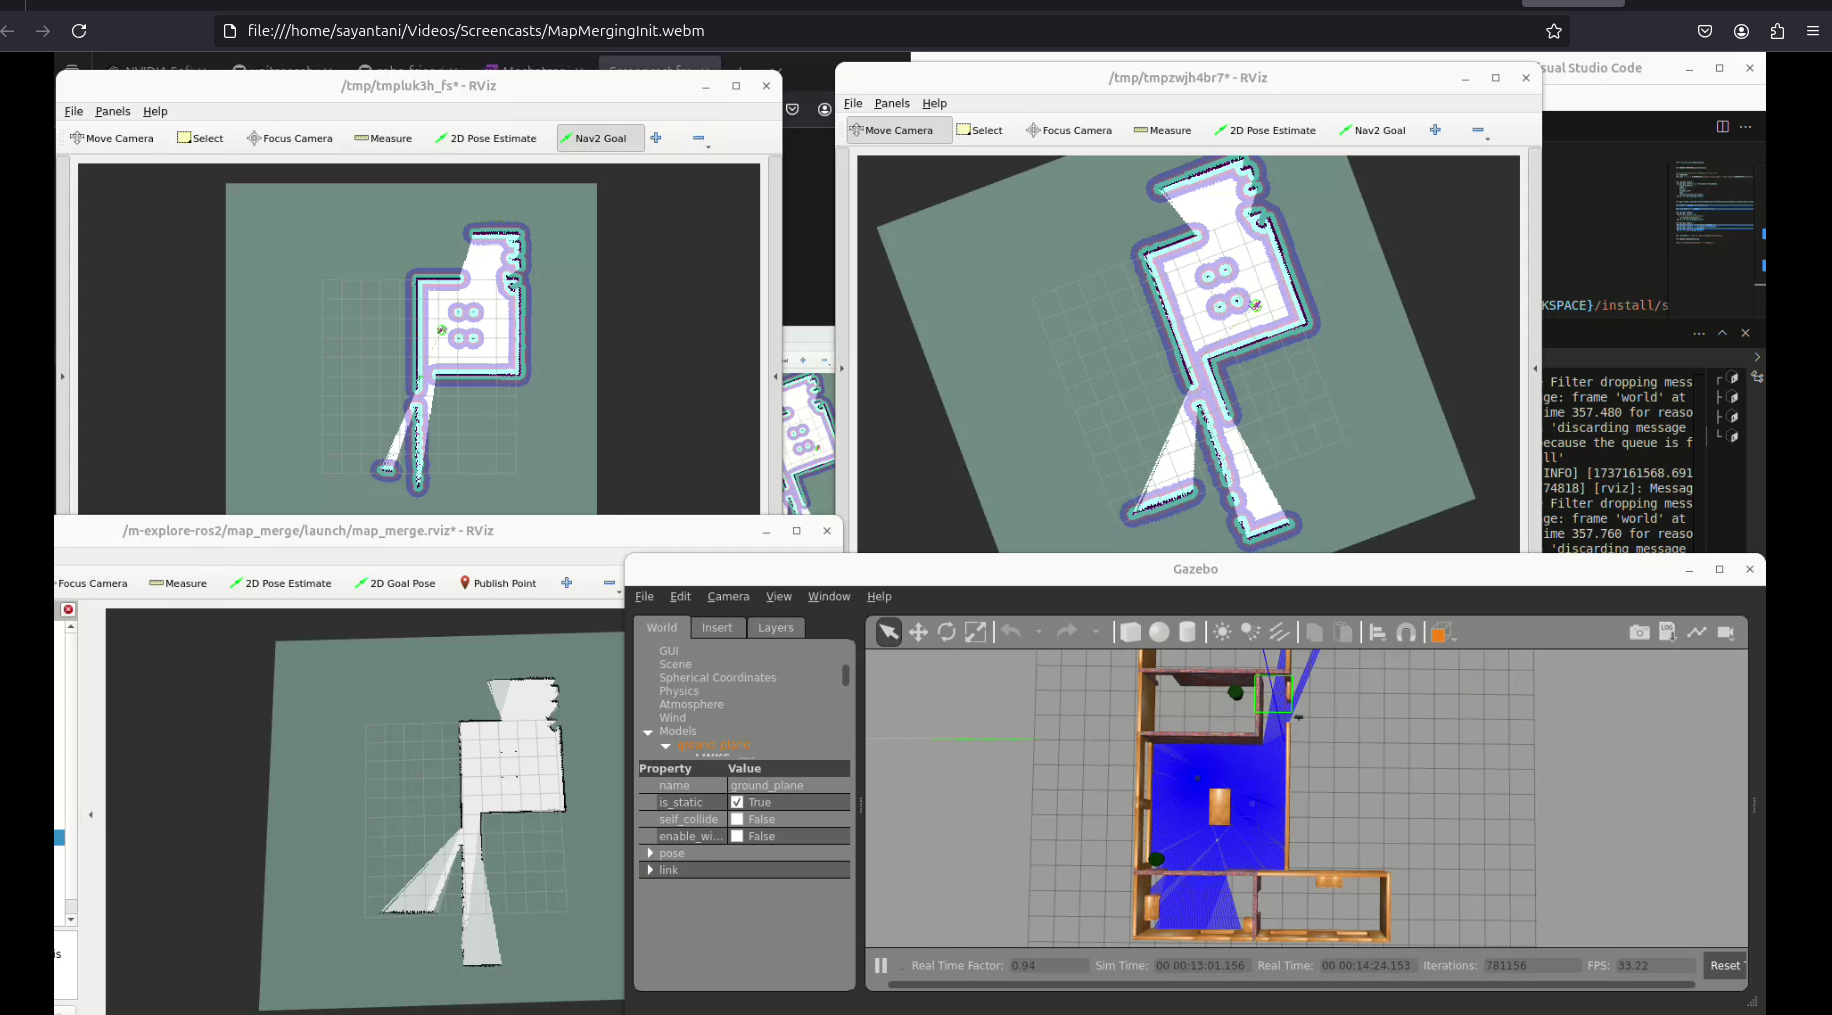 file:///home/sayantani/Videos/Screencasts/MapMergingInit.webm
/tmp/tmpluk3h_fs* - RViz
File Panels Help
Move Camera Select Focus Camera Measure 2D Pose Estimate Nav2 Goal
/tmp/tmpzwjh4br7* - RViz
File Panels Help
Move Camera Select Focus Camera Measure 2D Pose Estimate Nav2 Goal
sual Studio Code
KSPACE}/install/s
Filter dropping mess
ge: frame 'world' at
ime 357.480 for reaso
'discarding message
ecause the queue is f
ll'
INFO] [1737161568.691
74818] [rviz]: Messag
Filter dropping mess
ge: frame 'world' at
ime 357.760 for reaso
'discarding message
/m-explore-ros2/map_merge/launch/map_merge.rviz* - RViz
Focus Camera Measure 2D Pose Estimate 2D Goal Pose Publish Point
is
Gazebo
File Edit Camera View Window Help
World Insert Layers
GUI
Scene
Spherical Coordinates
Physics
Atmosphere
Wind
Models
ground_plane
LINKS
Property Value
name ground_plane
is_static True
self_collide False
enable_wi... False
pose
link
LOG
Real Time Factor: 0.94 Sim Time: 00 00:13:01.156 Real Time: 00 00:14:24.153 Iterations: 781156 FPS: 33.22 Reset